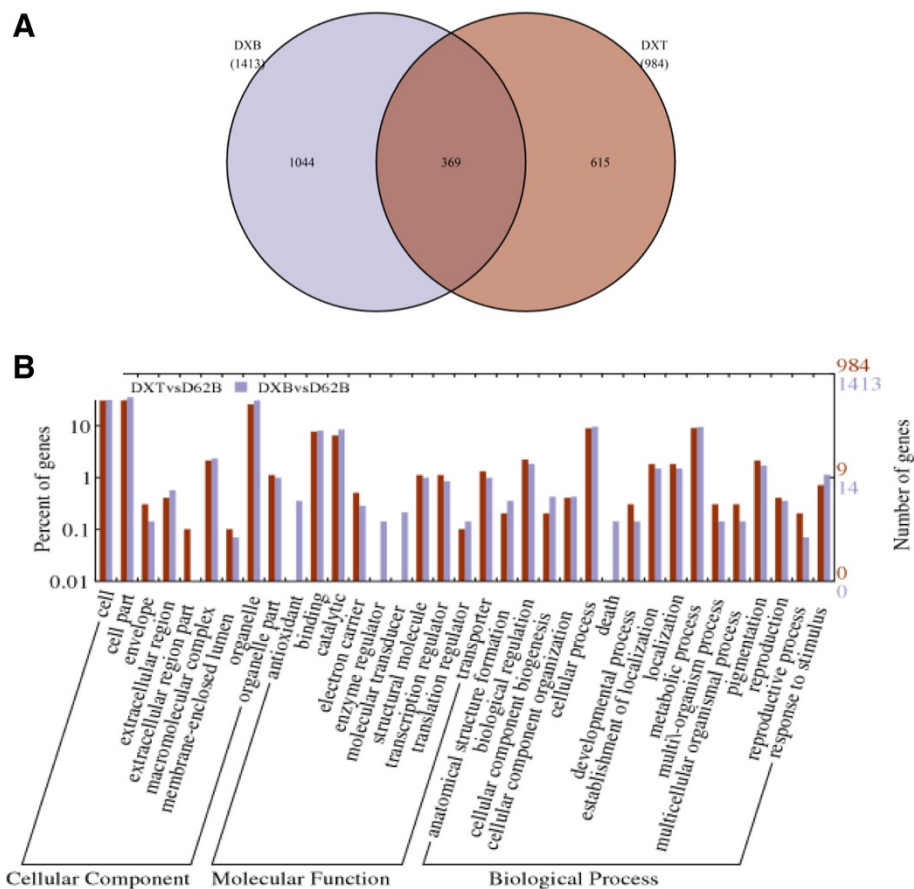 A
DXB
(1413)
DXT
(984)
1044
369
615
B
DXTvsD62B
DXBvsD62B
984
1413
Percent of genes
10
1
0.1
0.01
9
14
0
0
Number of genes
cell
cell part
envelope
extracellular region
extracellular region part
macromolecular complex
membrane-enclosed lumen
organelle
organelle part
antioxidant
binding
catalytic
electron carrier
enzyme regulator
molecular transducer
structural molecule
transcription regulator
translation regulator
transporter
anatomical structure formation
biological regulation
cellular component biogenesis
cellular component organization
cellular process
death
developmental process
establishment of localization
localization
metabolic process
multi\-organism process
multicellular organismal process
pigmentation
reproduction
reproductive process
response to stimulus
Cellular Component
Molecular Function
Biological Process